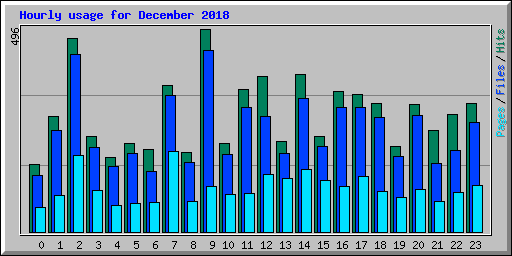 Hourly usage for December 2018
496
Pages/Files/Hits
0 1 2 3 4 5 6 7 8 9 10 11 12 13 14 15 16 17 18 19 20 21 22 23